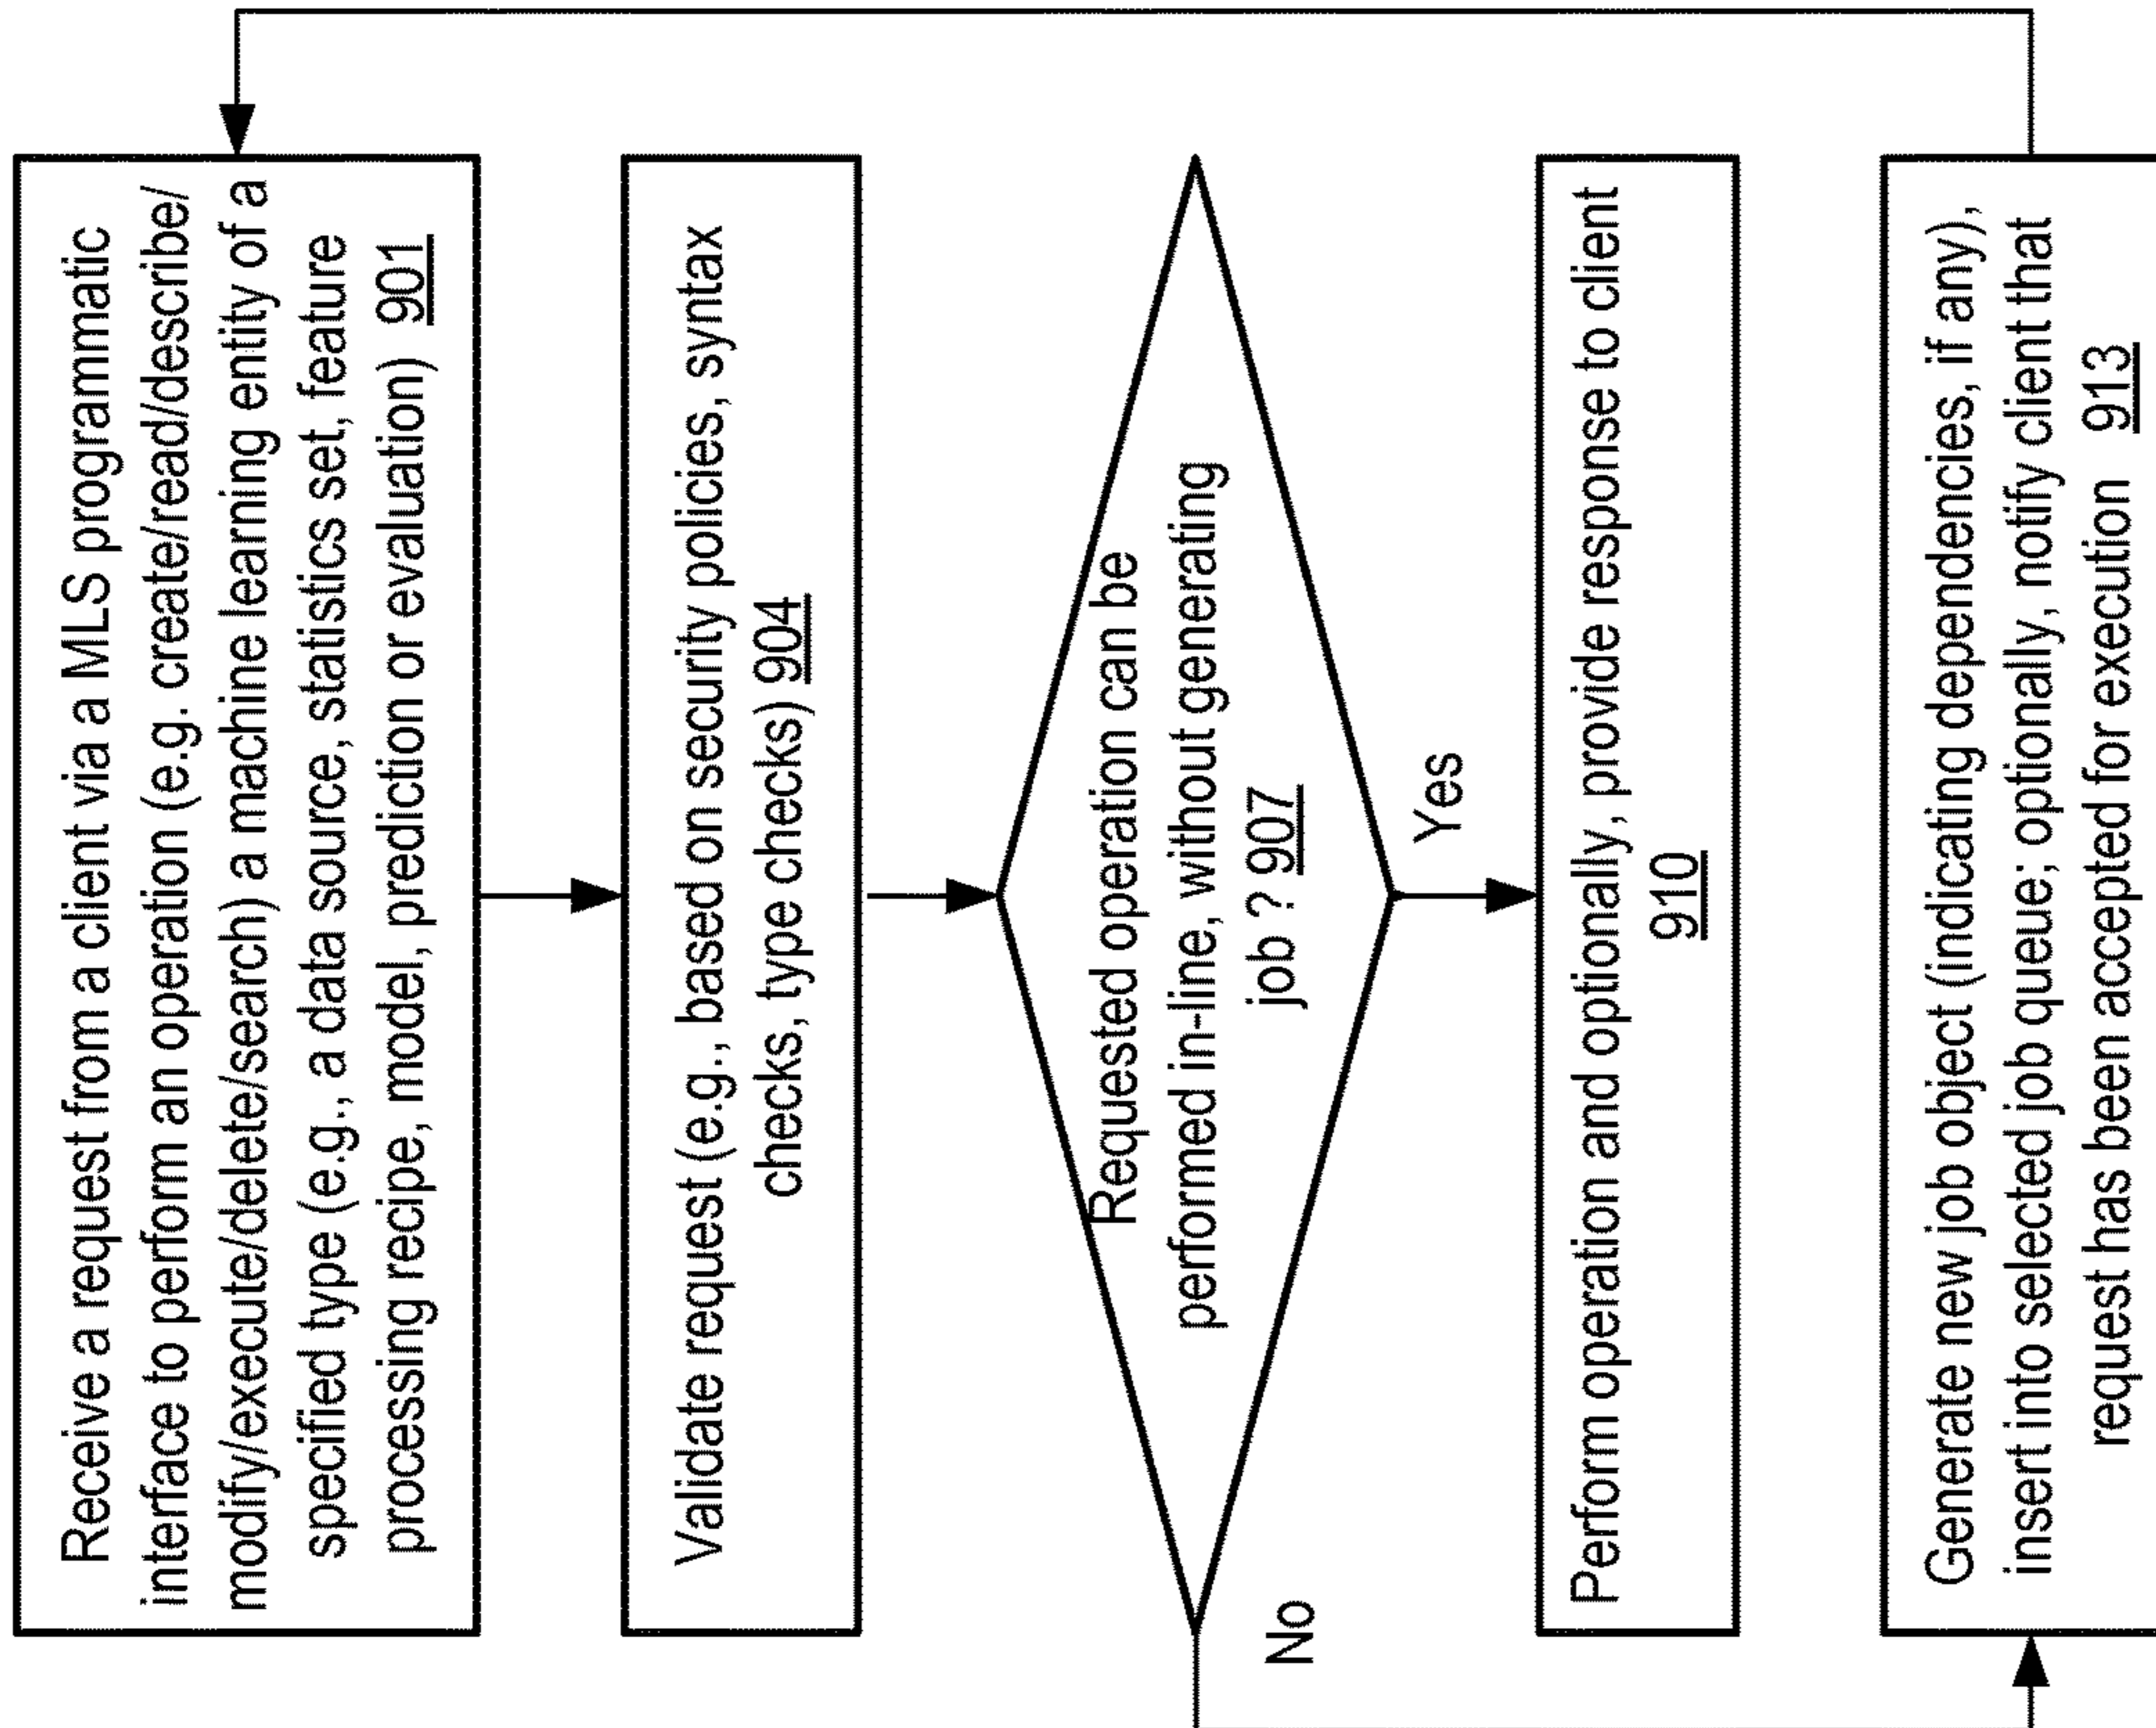 Receive a request from a client via a MLS programmatic
interface to perform an operation (e.g. create/read/describe/
modify/execute/delete/search) a machine learning entity of a
specified type (e.g., a data source, statistics set, feature
processing recipe, model, prediction or evaluation) 901
Validate request (e.g., based on security policies, syntax
checks, type checks) 904
Requested operation can be
performed in-line, without generating
job ? 907
Yes
No
Perform operation and optionally, provide response to client
910
Generate new job object (indicating dependencies, if any),
insert into selected job queue; optionally, notify client that
request has been accepted for execution 913